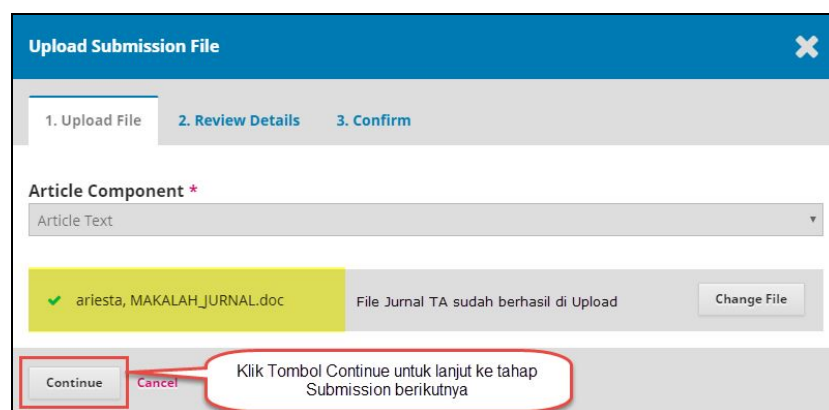 Upload Submission File
1. Upload File 2. Review Details 3. Confirm
Article Component *
Article Text
ariesta, MAKALAH_JURNAL.doc File Jurnal TA sudah berhasil di Upload Change File
Continue Cancel Klik Tombol Continue untuk lanjut ke tahap
Submission berikutnya